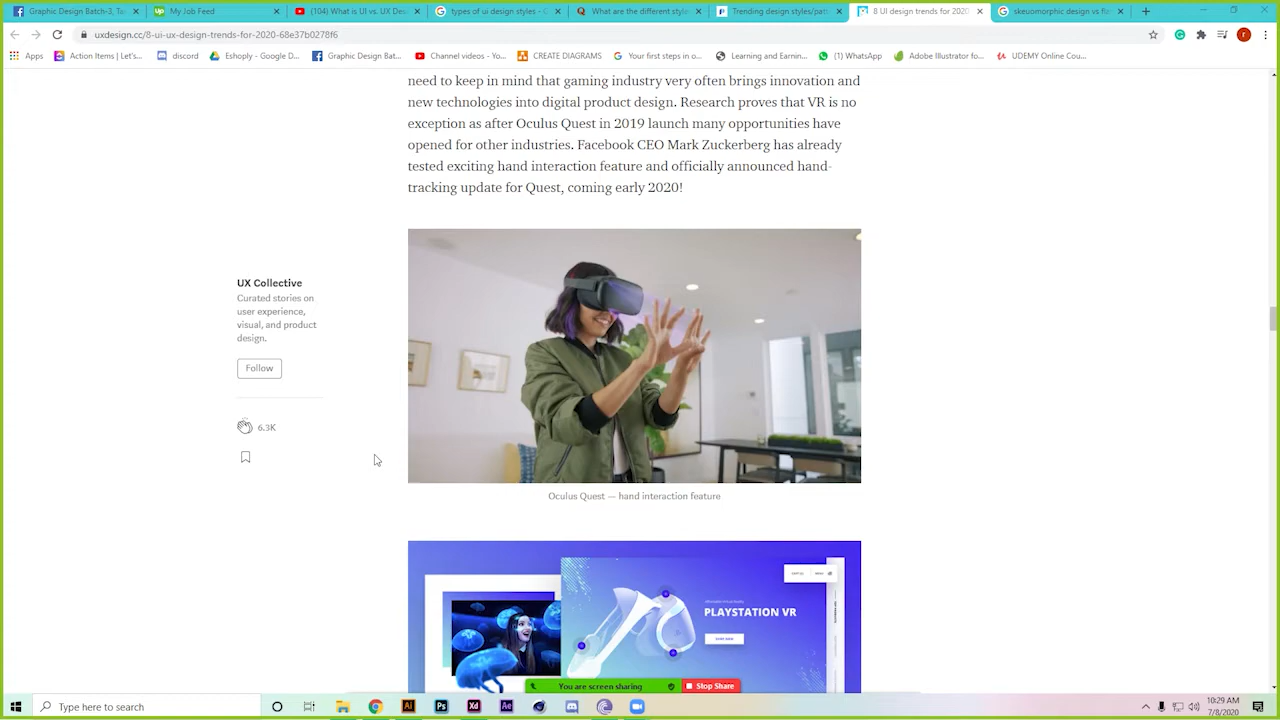 Graphic Design Batch-3, Ta
My Job Feed
(104) What is UI vs. UX Des
types of ui design styles - G
What are the different style
Trending design styles/patt
8 UI design trends for 2020
skeuomorphic design vs fla
uxdesign.cc/8-ui-ux-design-trends-for-2020-68e37b0278f6
Apps
Action Items | Let's...
discord
Eshoply - Google D...
Graphic Design Bat...
Channel videos - Yo...
CREATE DIAGRAMS
Your first steps in o...
Learning and Earnin...
(1) WhatsApp
Adobe Illustrator fo...
UDEMY Online Cou...
need to keep in mind that gaming industry very often brings innovation and
new technologies into digital product design. Research proves that VR is no
exception as after Oculus Quest in 2019 launch many opportunities have
opened for other industries. Facebook CEO Mark Zuckerberg has already
tested exciting hand interaction feature and officially announced hand-
tracking update for Quest, coming early 2020!
UX Collective
Curated stories on
user experience,
visual, and product
design.
Follow
6.3K
Oculus Quest — hand interaction feature
PLAYSTATION VR
You are screen sharing
Stop Share
Type here to search
Ai
Ps
Xd
Ae
10:29 AM
7/8/2020